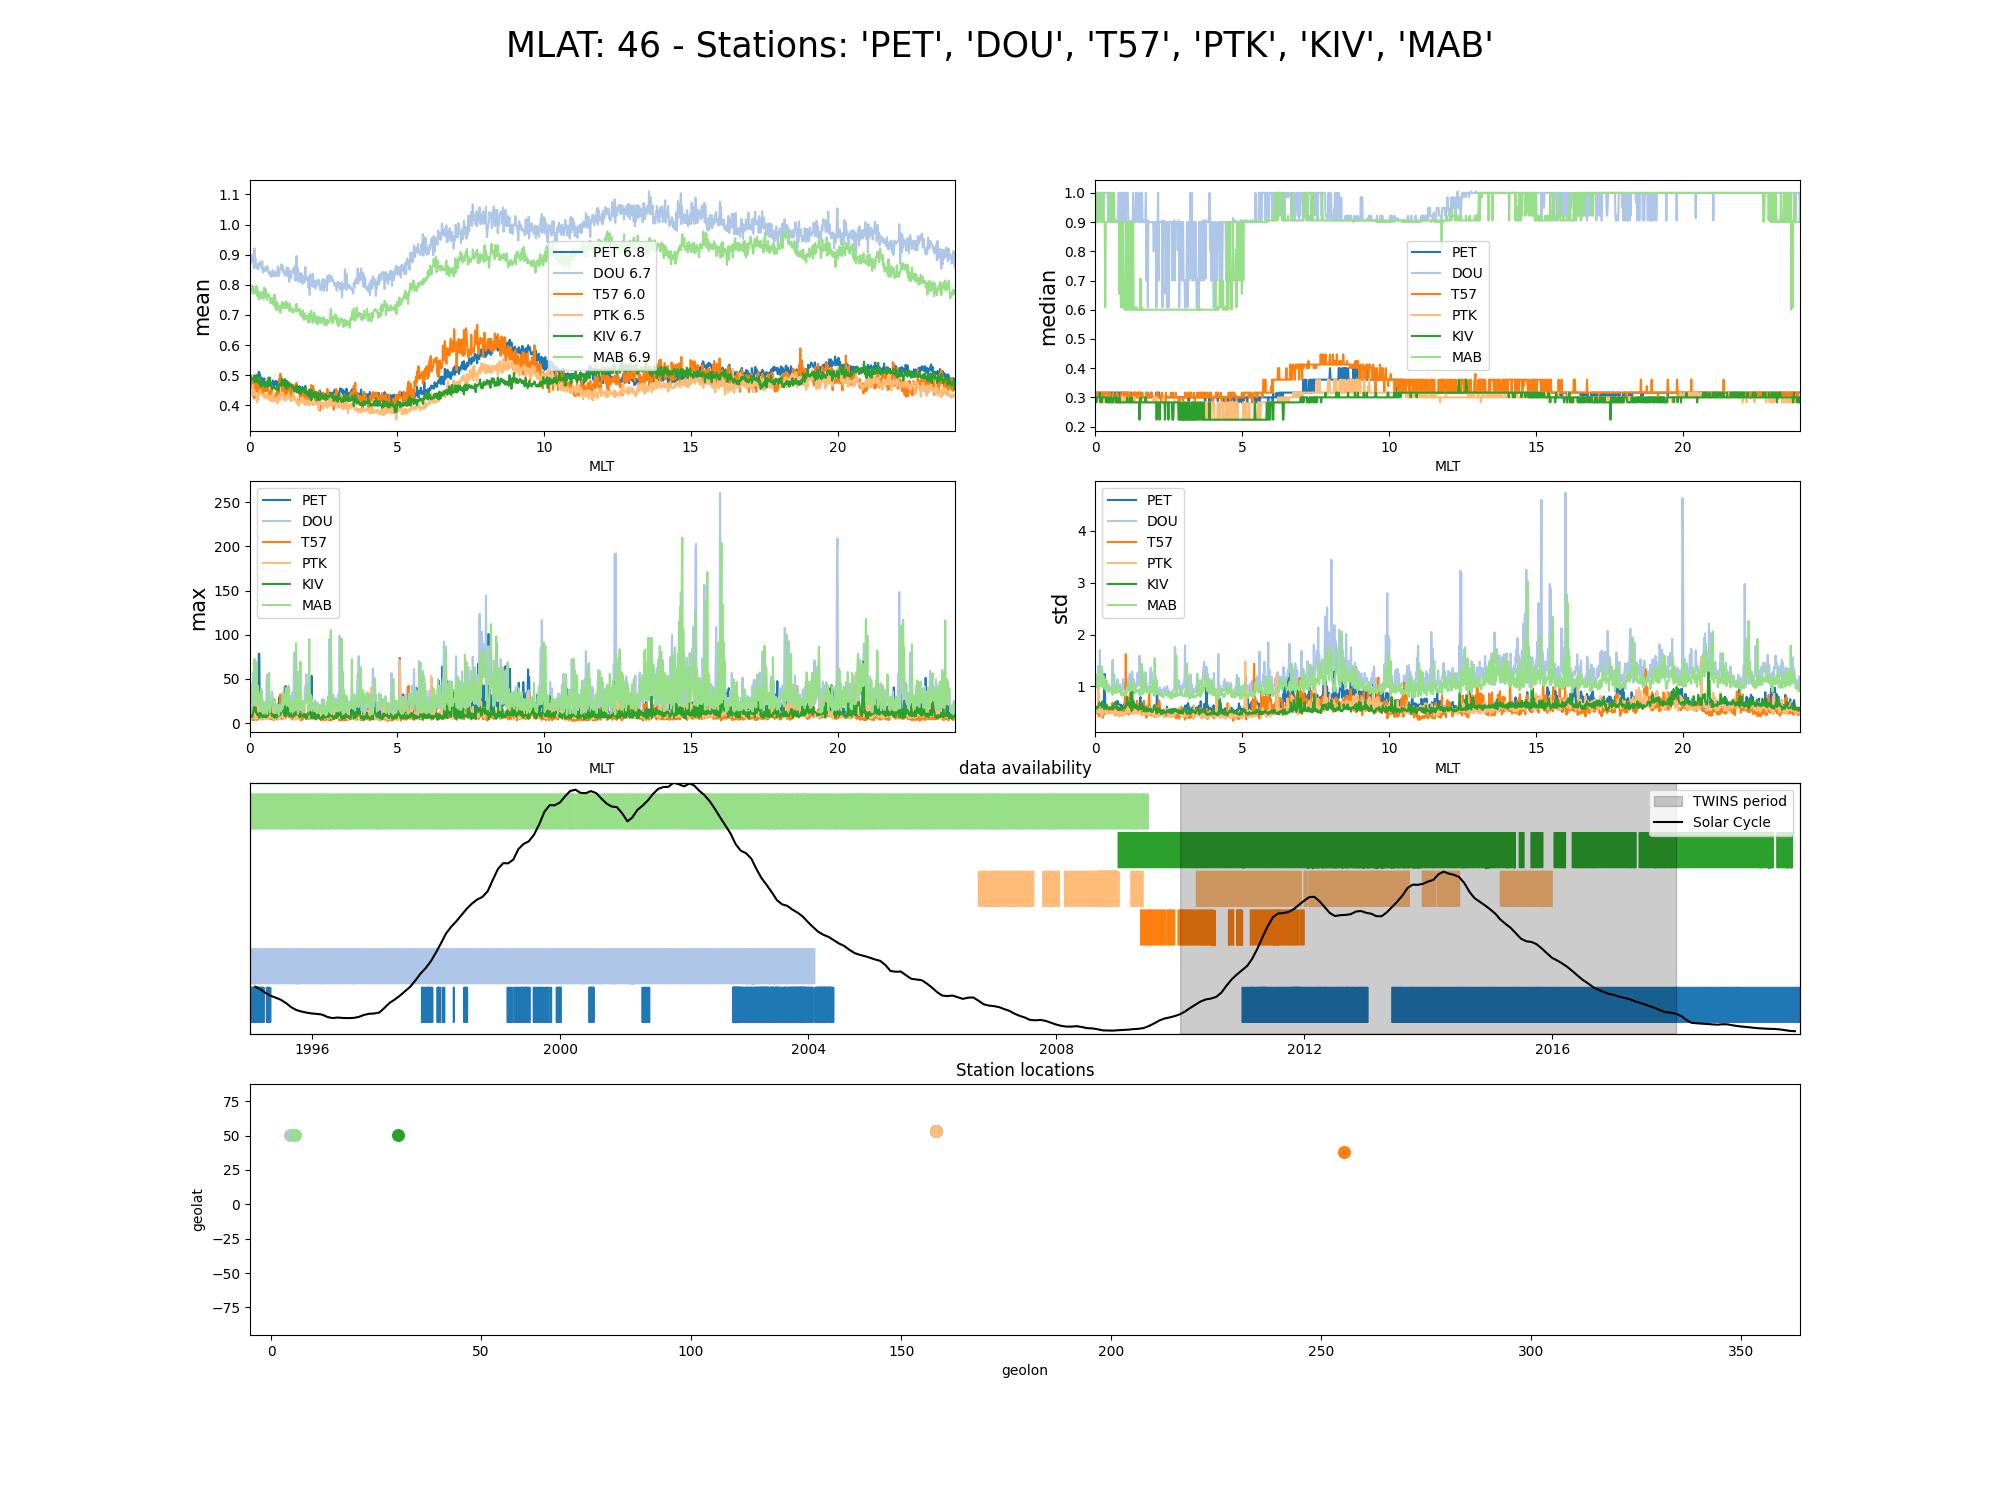 MLAT: 46 - Stations: 'PET', 'DOU', 'T57', 'PTK', 'KIV', 'MAB'
mean
1.1
1.0
0.9
0.8
0.7
0.6
0.5
0.4
PET 6.8
DOU 6.7
T57 6.0
PTK 6.5
KIV 6.7
MAB 6.9
0 5 10 15 20
MLT
median
1.0
0.9
0.8
0.7
0.6
0.5
0.4
0.3
0.2
PET
DOU
T57
PTK
KIV
MAB
0 5 10 15 20
MLT
max
250
200
150
100
50
0
PET
DOU
T57
PTK
KIV
MAB
0 5 10 15 20
MLT
std
4
3
2
1
PET
DOU
T57
PTK
KIV
MAB
0 5 10 15 20
MLT
data availability
TWINS period
Solar Cycle
1996 2000 2004 2008 2012 2016
Station locations
geolat
75
50
25
0
−25
−50
−75
0 50 100 150 200 250 300 350
geolon